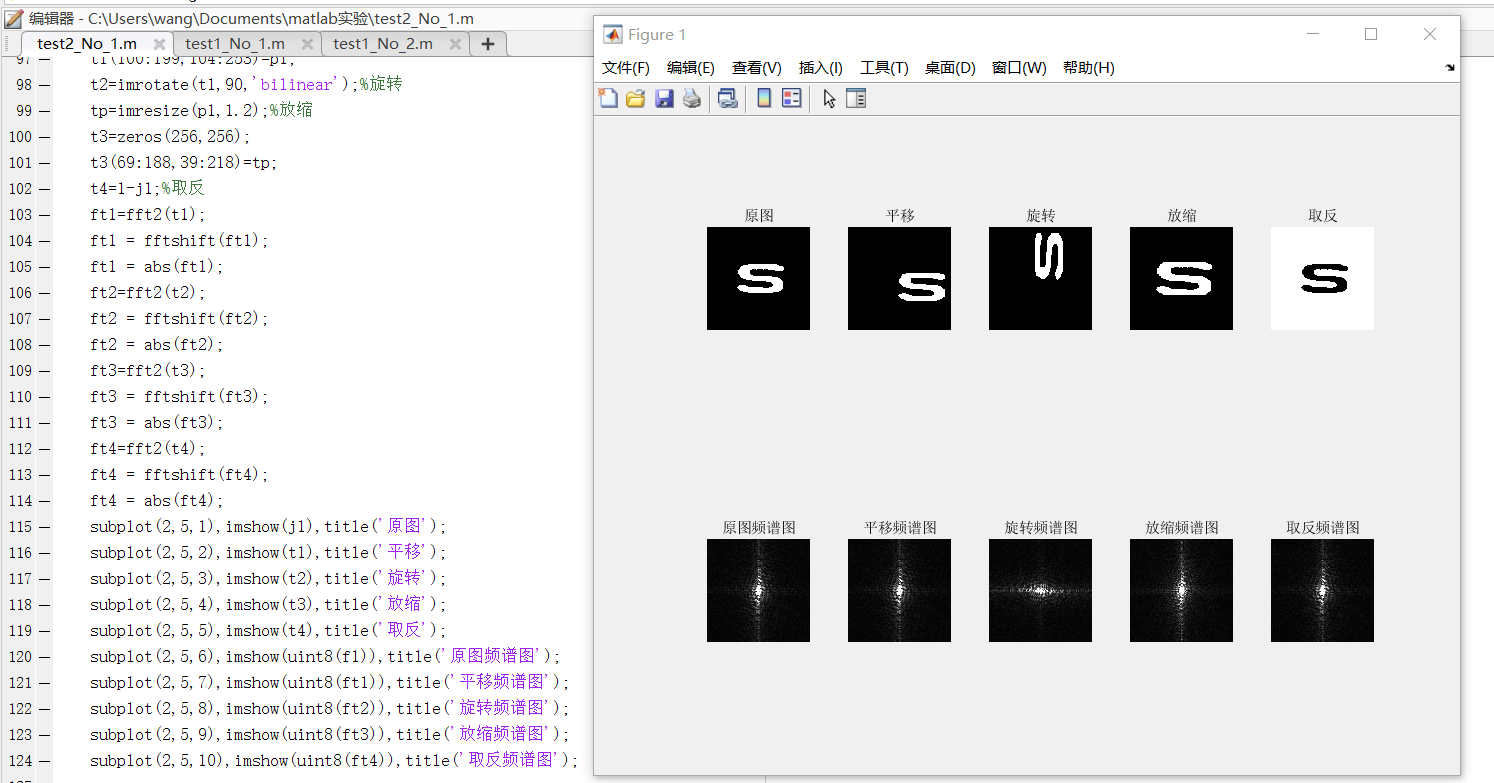 编辑器 - C:\Users\wang\Documents\matlab实验\test2_No_1.m
test2_No_1.m × test1_No_1.m × test1_No_2.m × +
97 — t1(100:199,104:253)=p1;
98 — t2=imrotate(t1,90,'bilinear');%旋转
99 — tp=imresize(p1,1.2);%放缩
100 — t3=zeros(256,256);
101 — t3(69:188,39:218)=tp;
102 — t4=1-j1;%取反
103 — ft1=fft2(t1);
104 — ft1 = fftshift(ft1);
105 — ft1 = abs(ft1);
106 — ft2=fft2(t2);
107 — ft2 = fftshift(ft2);
108 — ft2 = abs(ft2);
109 — ft3=fft2(t3);
110 — ft3 = fftshift(ft3);
111 — ft3 = abs(ft3);
112 — ft4=fft2(t4);
113 — ft4 = fftshift(ft4);
114 — ft4 = abs(ft4);
115 — subplot(2,5,1),imshow(j1),title('原图');
116 — subplot(2,5,2),imshow(t1),title('平移');
117 — subplot(2,5,3),imshow(t2),title('旋转');
118 — subplot(2,5,4),imshow(t3),title('放缩');
119 — subplot(2,5,5),imshow(t4),title('取反');
120 — subplot(2,5,6),imshow(uint8(f1)),title('原图频谱图');
121 — subplot(2,5,7),imshow(uint8(ft1)),title('平移频谱图');
122 — subplot(2,5,8),imshow(uint8(ft2)),title('旋转频谱图');
123 — subplot(2,5,9),imshow(uint8(ft3)),title('放缩频谱图');
124 — subplot(2,5,10),imshow(uint8(ft4)),title('取反频谱图');
Figure 1
文件(F) 编辑(E) 查看(V) 插入(I) 工具(T) 桌面(D) 窗口(W) 帮助(H)
原图 平移 旋转 放缩 取反
S S S S S
原图频谱图 平移频谱图 旋转频谱图 放缩频谱图 取反频谱图